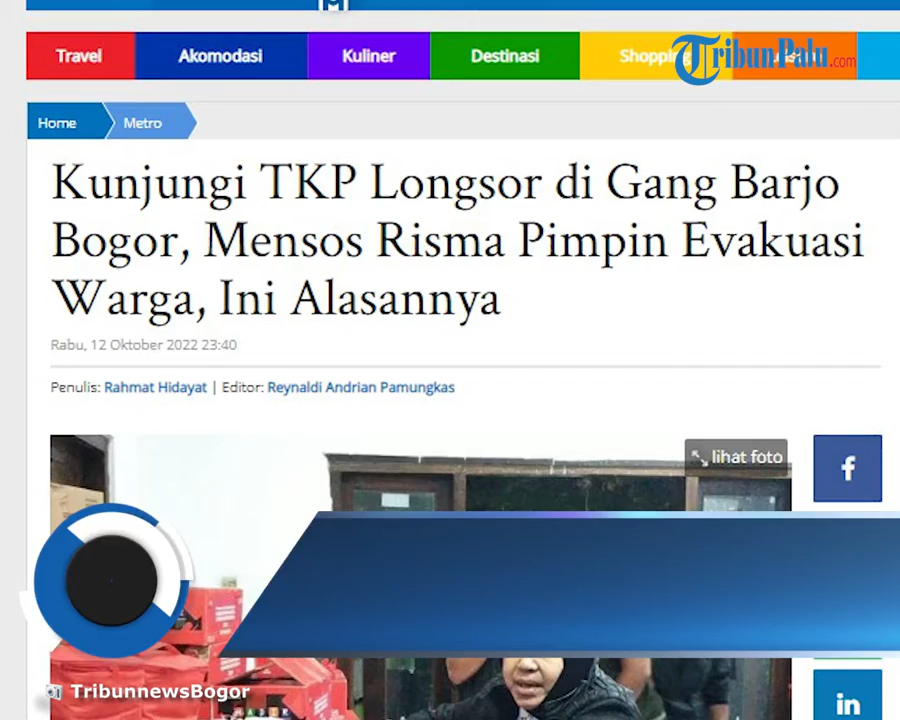 Travel
Akomodasi
Kuliner
Destinasi
Shopping
TribunPalu.com
Home
Metro
Kunjungi TKP Longsor di Gang Barjo
Bogor, Mensos Risma Pimpin Evakuasi
Warga, Ini Alasannya
Rabu, 12 Oktober 2022 23:40
Penulis: Rahmat Hidayat | Editor: Reynaldi Andrian Pamungkas
lihat foto
f
in
TribunnewsBogor